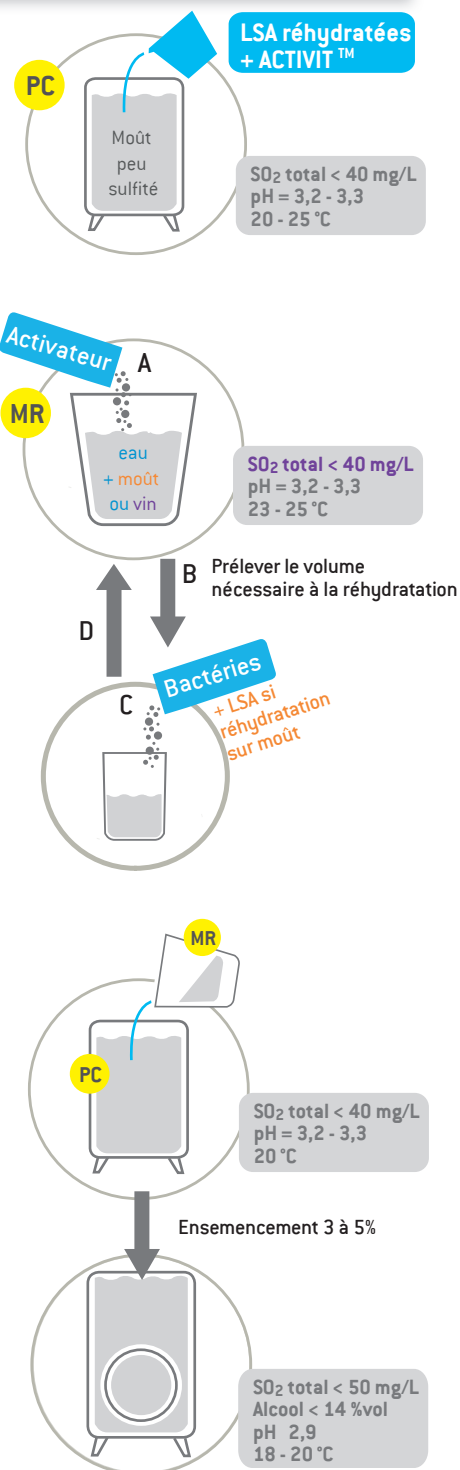 LSA réhydratées
+ ACTIVIT ™
PC
Moût
peu
sulfité
SO2 total < 40 mg/L
pH = 3,2 - 3,3
20 - 25 °C
Activateur
A
MR
eau
+ moût
ou vin
SO2 total < 40 mg/L
pH = 3,2 - 3,3
23 - 25 °C
B
Prélever le volume
nécessaire à la réhydratation
D
Bactéries
C
+ LSA si
réhydratation
sur moût
MR
PC
SO2 total < 40 mg/L
pH = 3,2 - 3,3
20 °C
Ensemencement 3 à 5%
SO2 total < 50 mg/L
Alcool < 14 %vol
pH 2,9
18 - 20 °C